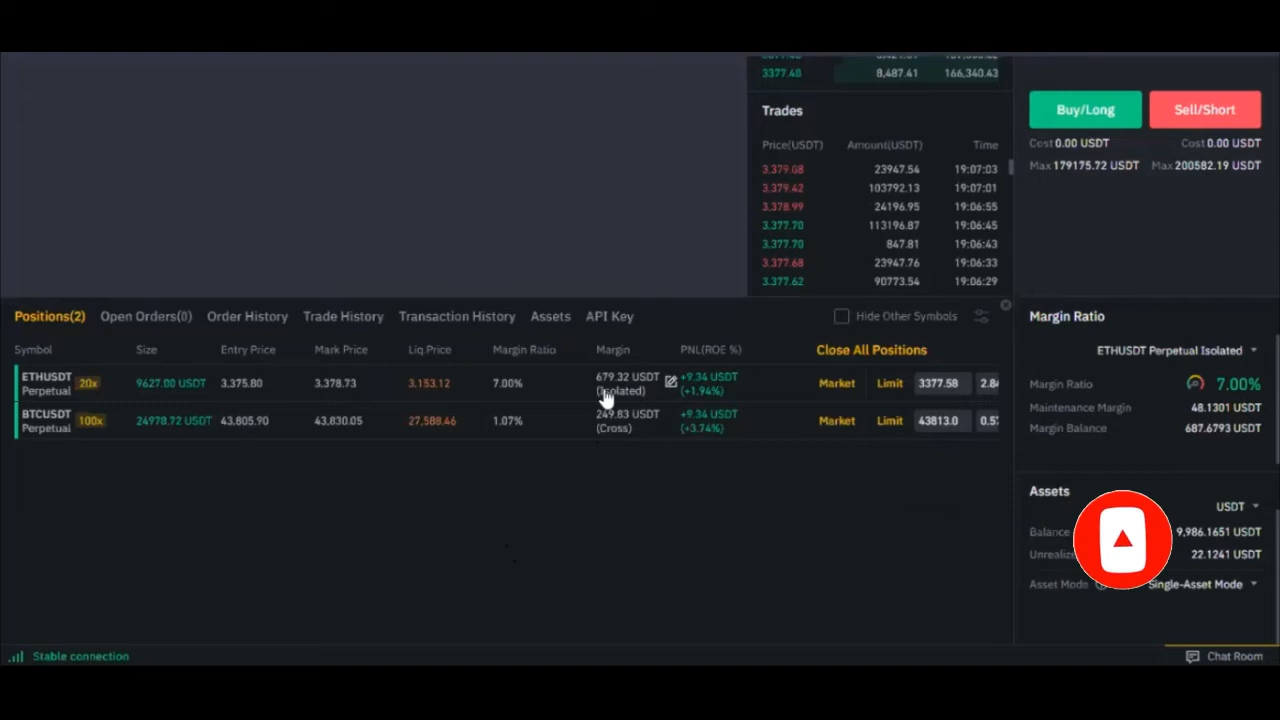 3377.48 8,487.41 166,340.43
Trades
Price(USDT) Amount(USDT) Time
3,379.08 23947.54 19:07:03
3,379.42 103792.13 19:07:01
3,378.99 24196.95 19:06:55
3,377.70 113196.87 19:06:45
3,377.70 847.81 19:06:43
3,377.68 23947.76 19:06:33
3,377.62 90773.54 19:06:29
Buy/Long Sell/Short
Cost 0.00 USDT Cost 0.00 USDT
Max 179175.72 USDT Max 200582.19 USDT
Positions(2) Open Orders(0) Order History Trade History Transaction History Assets API Key Hide Other Symbols
Symbol Size Entry Price Mark Price Liq.Price Margin Ratio Margin PNL(ROE %) Close All Positions
ETHUSDT 20x 9627.00 USDT 3,375.80 3,378.73 3,153.12 7.00% 679.32 USDT +9.34 USDT Market Limit 3377.58 2.84
Perpetual (Isolated) (+1.94%)
BTCUSDT 100x 24978.72 USDT 43,805.90 43,830.05 27,588.46 1.07% 249.83 USDT +9.34 USDT Market Limit 43813.0 0.57
Perpetual (Cross) (+3.74%)
Margin Ratio
ETHUSDT Perpetual Isolated
Margin Ratio 7.00%
Maintenance Margin 48.1301 USDT
Margin Balance 687.6793 USDT
Assets
USDT
Balance 9,986.1651 USDT
22.1241 USDT
Asset Mode Single-Asset Mode
Stable connection
Chat Room